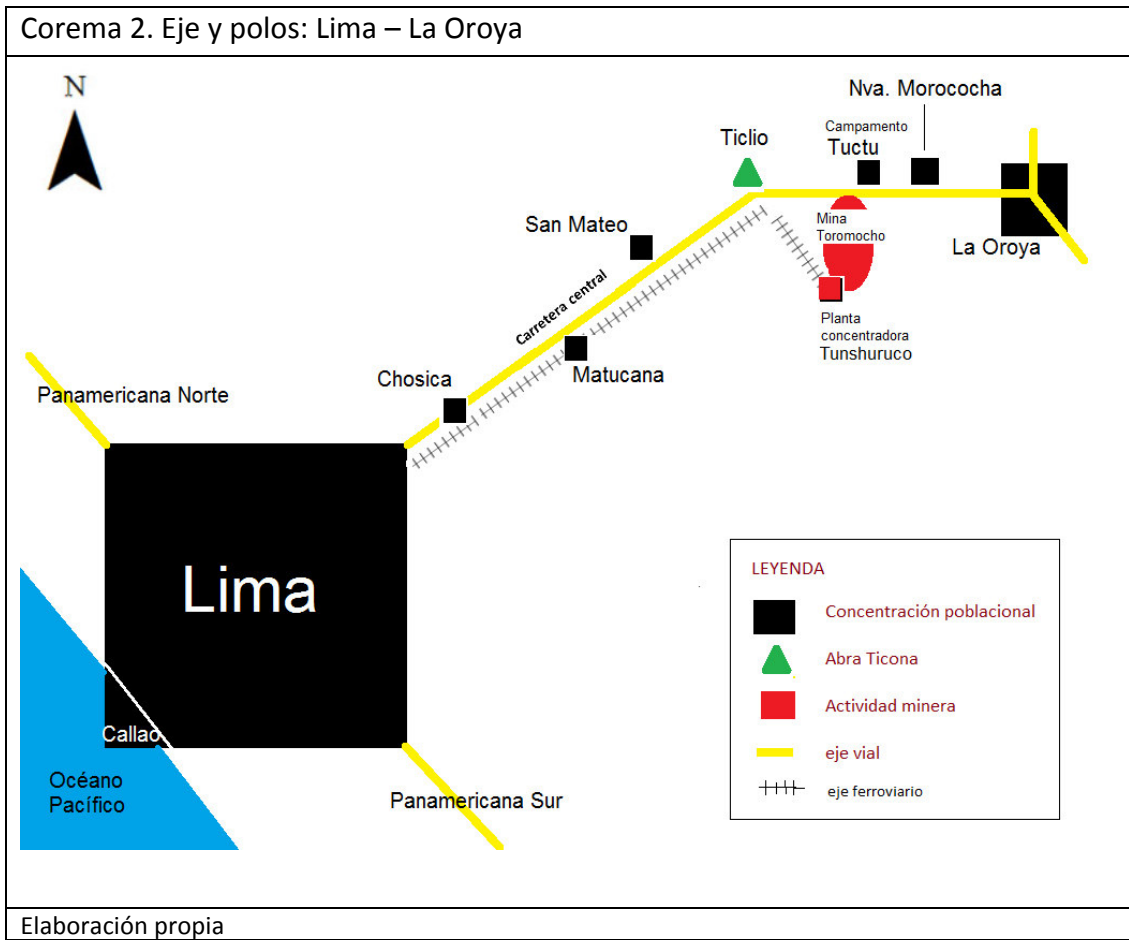 Corema 2. Eje y polos: Lima – La Oroya
N
Nva. Morococha
Campamento
Tuctu
Ticlio
San Mateo
Mina
Toromocho
La Oroya
Carretera central
Planta
concentradora
Tunshuruco
Chosica
Matucana
Panamericana Norte
Lima
LEYENDA
Concentración poblacional
Abra Ticona
Actividad minera
eje vial
eje ferroviario
Callao
Océano
Pacífico
Panamericana Sur
Elaboración propia